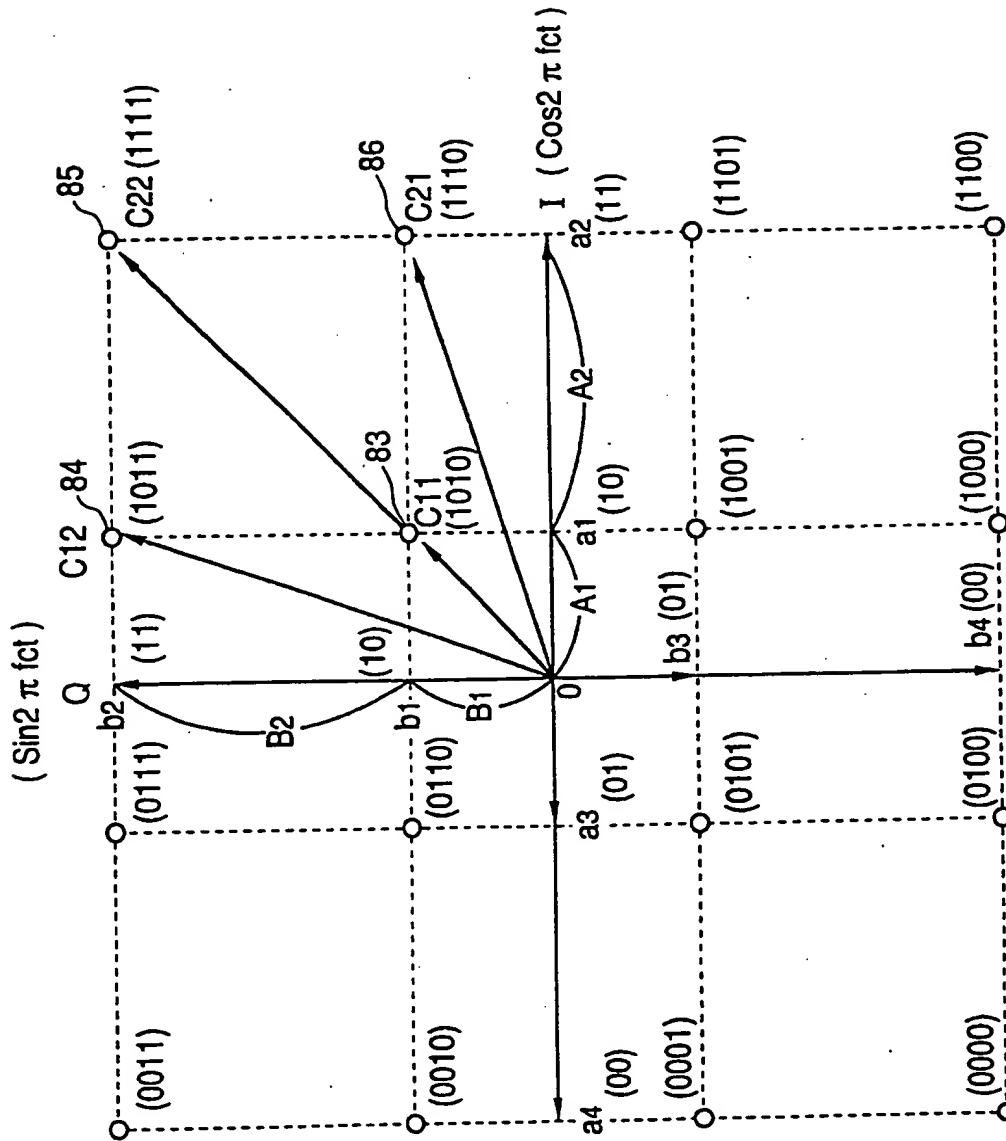 ( Sin2 π fct )
Q
C12
84
85
b2
(11)
(0011)
(0111)
(1011)
C22 (1111)
B2
83
86
b1
(10)
(0010)
(0110)
C11
(1010)
C21
(1110)
B1
I ( Cos2 π fct )
0
a4
(00)
a3
(01)
a1
(10)
a2
(11)
A1
A2
b3 (01)
(0001)
(0101)
(1001)
(1101)
b4 (00)
(0000)
(0100)
(1000)
(1100)